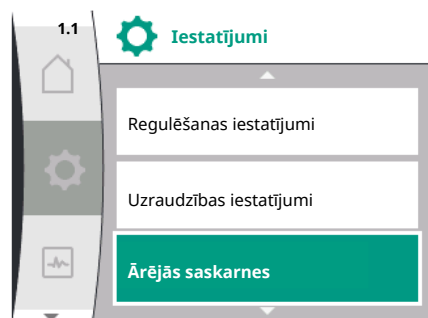 1.1
Iestatījumi
Regulēšanas iestatījumi
Uzraudzības iestatījumi
Ārējās saskarnes